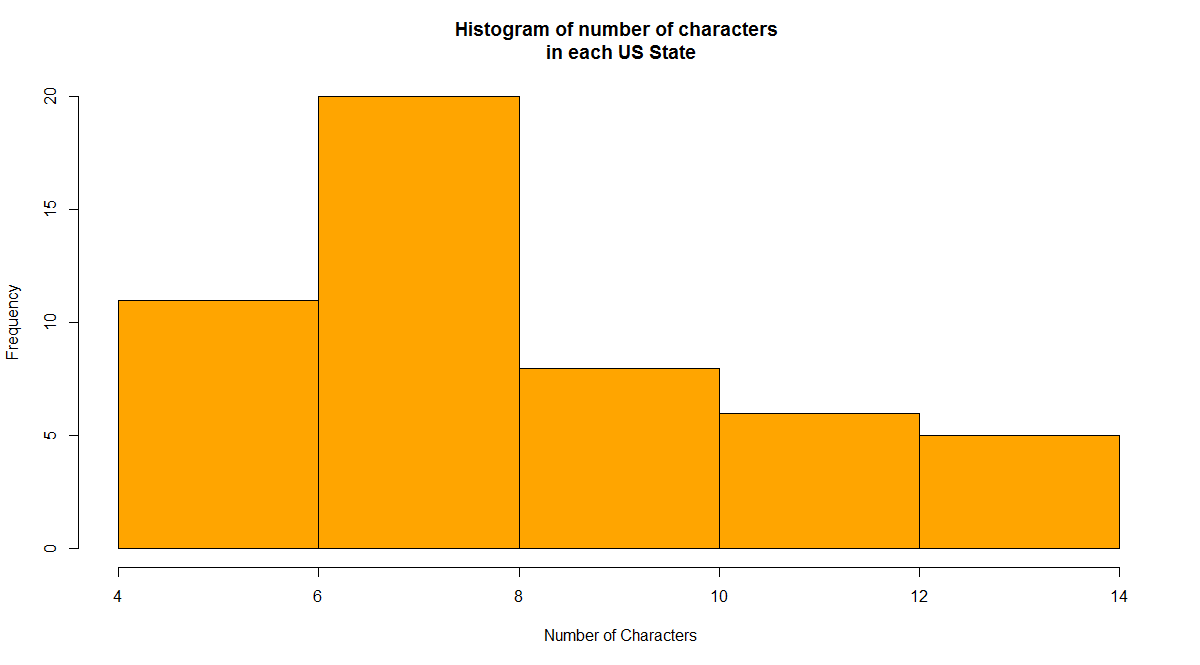 Histogram of number of characters
in each US State
20
15
10
5
0
Frequency
4 6 8 10 12 14
Number of Characters